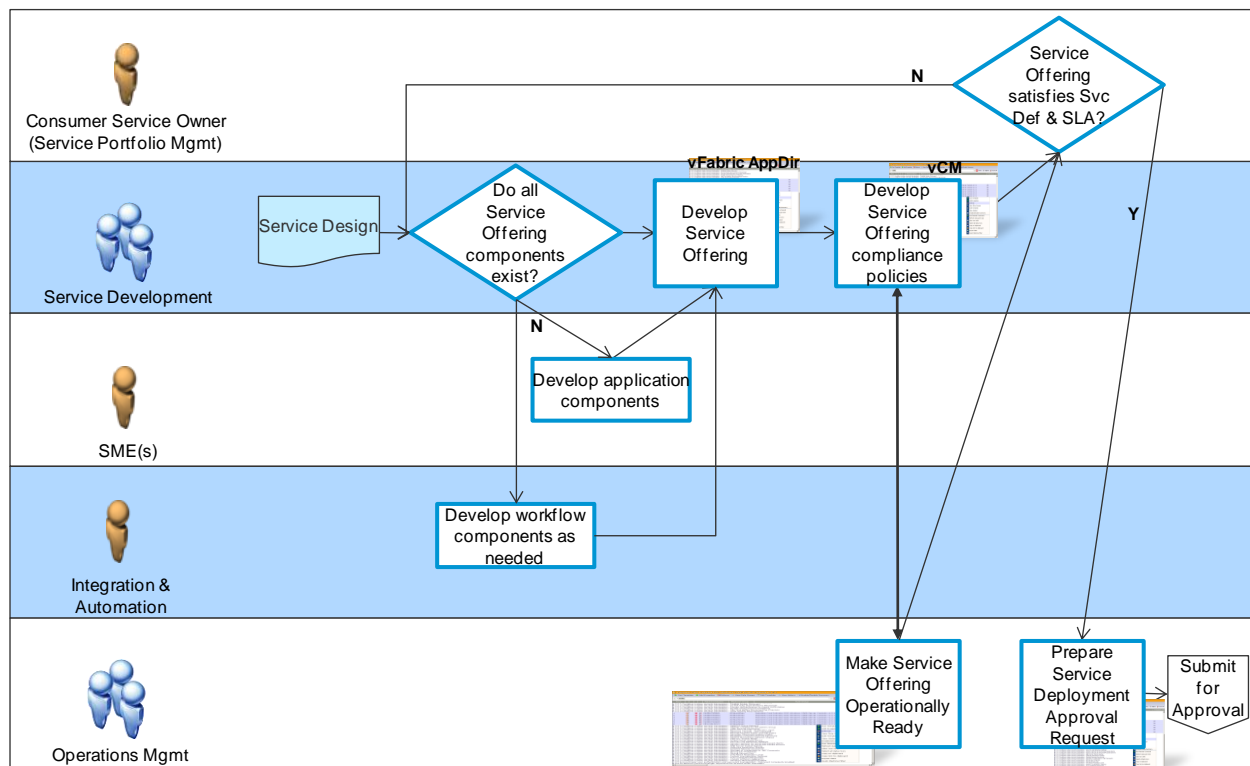 Consumer Service Owner
(Service Portfolio Mgmt)
N
Service
Offering
satisfies Svc
Def & SLA?
Service Development
Service Design
Do all
Service
Offering
components
exist?
vFabric AppDir
Develop
Service
Offering
vCM
Develop
Service
Offering
compliance
policies
Y
N
SME(s)
Develop application
components
Integration &
Automation
Develop workflow
components as
needed
Operations Mgmt
Make Service
Offering
Operationally
Ready
Prepare
Service
Deployment
Approval
Request
Submit
for
Approval